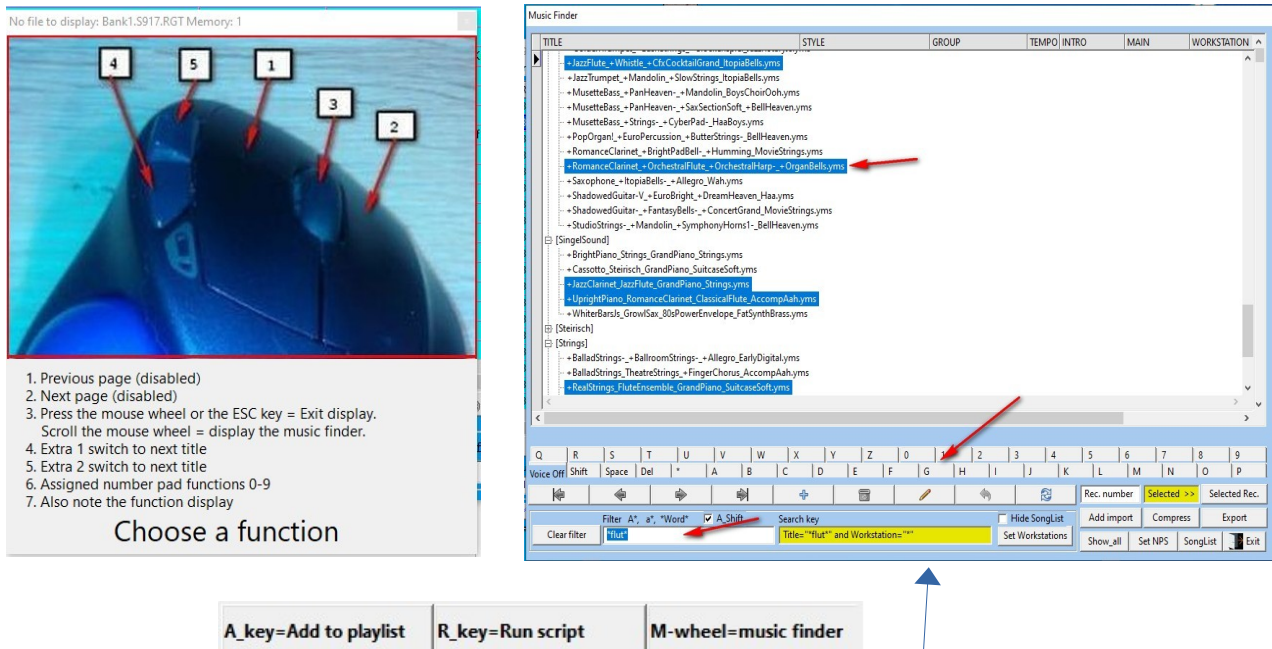 No file to display: Bank1.S917.RGT Memory: 1
4
5
1
3
2
1. Previous page (disabled)
2. Next page (disabled)
3. Press the mouse wheel or the ESC key = Exit display.
Scroll the mouse wheel = display the music finder.
4. Extra 1 switch to next title
5. Extra 2 switch to next title
6. Assigned number pad functions 0-9
7. Also note the function display
Choose a function
Music Finder
TITLE STYLE GROUP TEMPO INTRO MAIN WORKSTATION
+JazzFlute_+Whistle_+CfxCocktailGrand_ItopiaBells.yms
+JazzTrumpet_+Mandolin_+SlowStrings_ItopiaBells.yms
+MusetteBass_+PanHeaven-_+Mandolin_BoysChoirOoh.yms
+MusetteBass_+PanHeaven-_+SaxSectionSoft_+BellHeaven.yms
+MusetteBass_+Strings-_+CyberPad-_HaaBoys.yms
+PopOrgan!_+EuroPercussion_+ButterStrings-_BellHeaven.yms
+RomanceClarinet_+BrightPadBell-_+Humming_MovieStrings.yms
+RomanceClarinet_+OrchestralFlute_+OrchestralHarp-_+OrganBells.yms
+Saxophone_+ItopiaBells-_+Allegro_Wah.yms
+ShadowedGuitar-V_+EuroBright_+DreamHeaven_Haa.yms
+ShadowedGuitar-_+FantasyBells-_+ConcertGrand_MovieStrings.yms
+StudioStrings-_+Mandolin_+SymphonyHorns1-_BellHeaven.yms
[SingelSound]
+BrightPiano_Strings_GrandPiano_Strings.yms
+Cassotto_Steirisch_GrandPiano_SuitcaseSoft.yms
+JazzClarinet_JazzFlute_GrandPiano_Strings.yms
+UprightPiano_RomanceClarinet_ClassicalFlute_AccompAah.yms
+WhiterBarsJs_GrowlSax_80sPowerEnvelope_FatSynthBrass.yms
[Steirisch]
[Strings]
+BalladStrings-_+BallroomStrings-_+Allegro_EarlyDigital.yms
+BalladStrings_TheatreStrings_+FingerChorus_AccompAah.yms
+RealStrings_FluteEnsemble_GrandPiano_SuitcaseSoft.yms
Q R S T U V W X Y Z 0 1 2 3 4 5 6 7 8 9
Voice Off Shift Space Del * A B C D E F G H I J K L M N O P
Rec. number Selected >> Selected Rec.
Filter A*, a*, *Word* A_Shift Search key Hide SongList Add import Compress Export
Clear filter *flut* Title="*flut*" and Workstation="*" Set Workstations Show_all Set NPS SongList Exit
A_key=Add to playlist R_key=Run script M-wheel=music finder